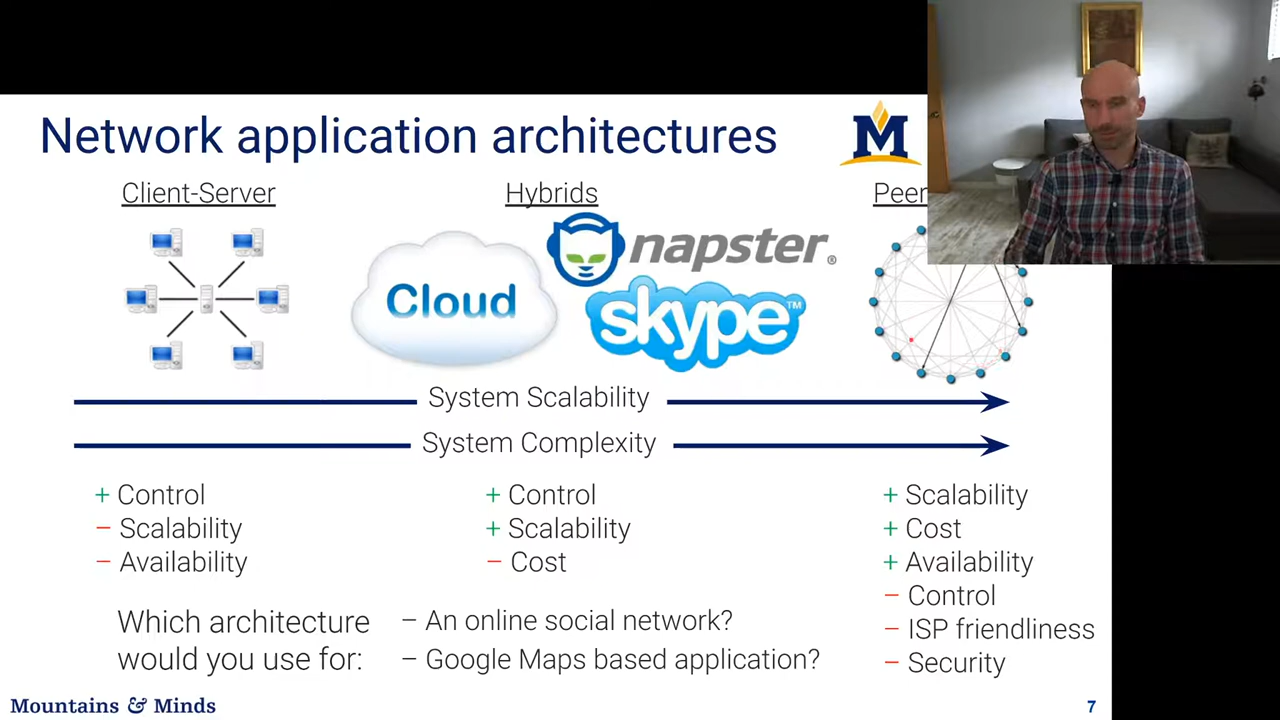 Network application architectures
M
Client-Server
Hybrids
Peer
Cloud
napster®
skype™
System Scalability
System Complexity
+ Control
– Scalability
– Availability
+ Control
+ Scalability
– Cost
+ Scalability
+ Cost
+ Availability
– Control
– ISP friendliness
– Security
Which architecture
would you use for:
– An online social network?
– Google Maps based application?
Mountains & Minds
7